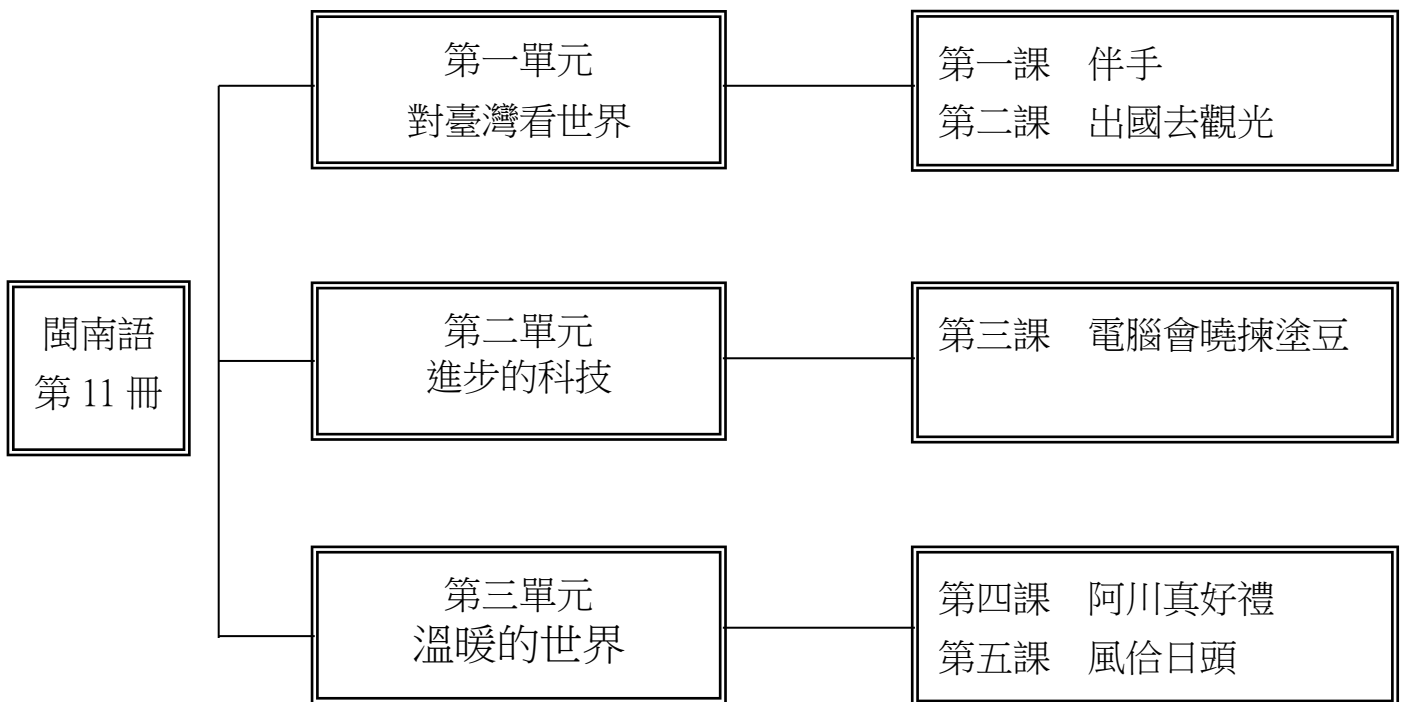 閩南語
第 11 冊
第一單元
對臺灣看世界
第一課　伴手
第二課　出國去觀光
第二單元
進步的科技
第三課　電腦會曉揀塗豆
第三單元
溫暖的世界
第四課　阿川真好禮
第五課　風佮日頭